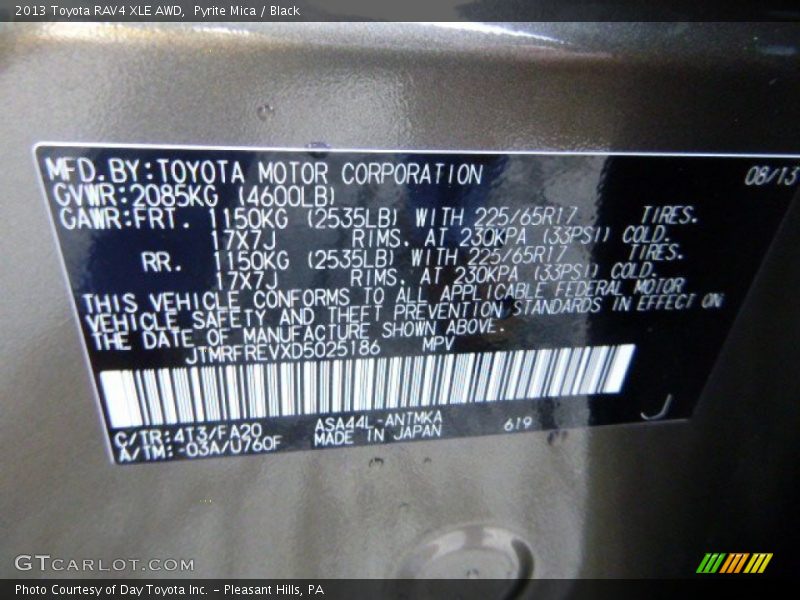 2013 Toyota RAV4 XLE AWD,  Pyrite Mica / Black
MFD.BY:TOYOTA MOTOR CORPORATION 08/13
GVWR:2085KG (4600LB)
GAWR:FRT. 1150KG (2535LB) WITH 225/65R17 TIRES.
17X7J RIMS. AT 230KPA (33PSI) COLD.
RR. 1150KG (2535LB) WITH 225/65R17 TIRES.
17X7J RIMS. AT 230KPA (33PSI) COLD.
THIS VEHICLE CONFORMS TO ALL APPLICABLE FEDERAL MOTOR
VEHICLE SAFETY AND THEFT PREVENTION STANDARDS IN EFFECT ON
THE DATE OF MANUFACTURE SHOWN ABOVE.
JTMRFREVXD5025186 MPV
C/TR:4T3/FA20 ASA44L-ANTMKA 619 J
A/TM:-03A/U760F MADE IN JAPAN
GTCARLOT.COM
Photo Courtesy of Day Toyota Inc. - Pleasant Hills, PA